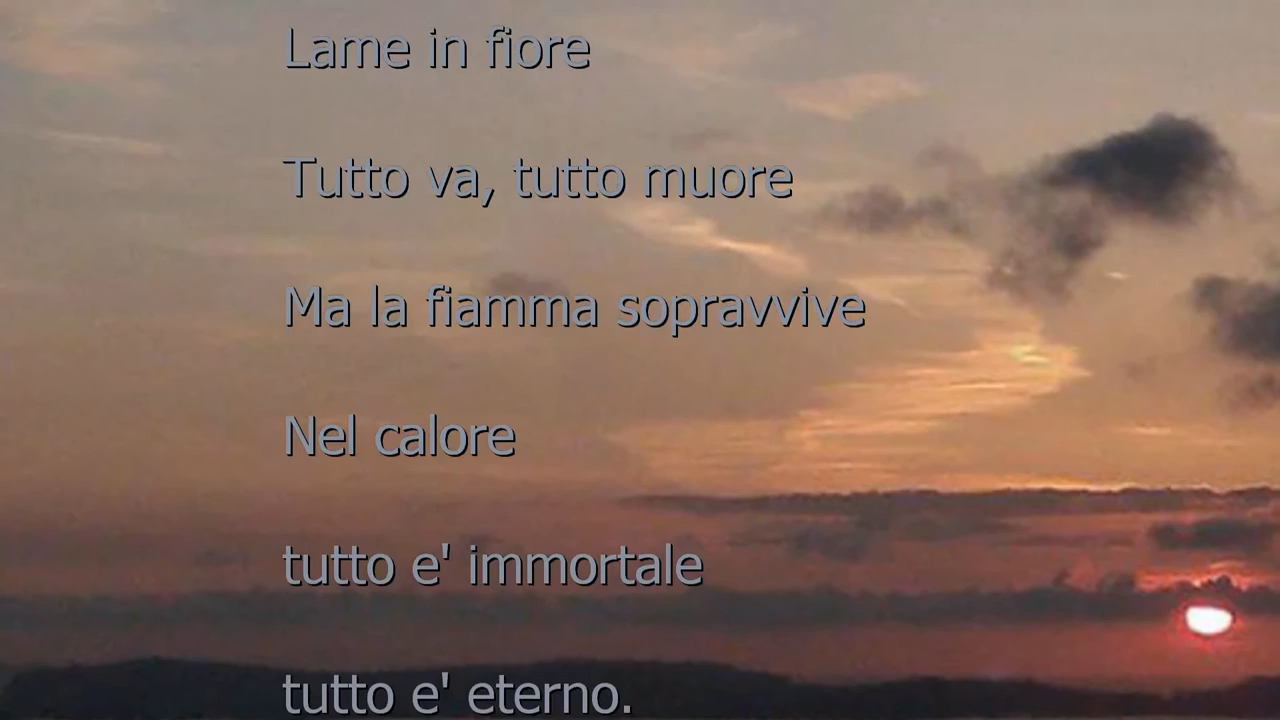 Lame in fiore
Tutto va, tutto muore
Ma la fiamma sopravvive
Nel calore
tutto e' immortale
tutto e' eterno.